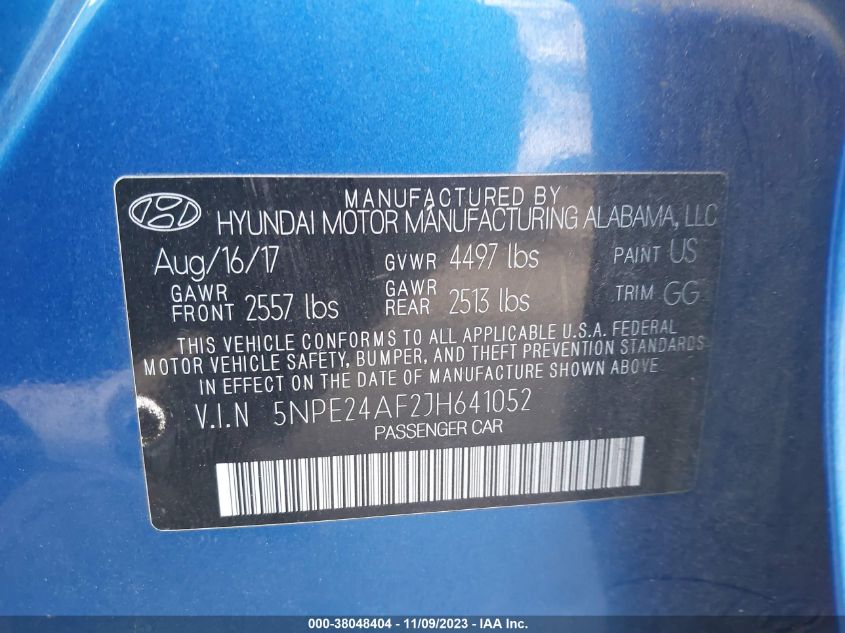 MANUFACTURED BY
HYUNDAI MOTOR MANUFACTURING ALABAMA, LLC
Aug/16/17 GVWR 4497 lbs PAINT US
GAWR FRONT 2557 lbs GAWR REAR 2513 lbs TRIM GG
THIS VEHICLE CONFORMS TO ALL APPLICABLE U.S.A. FEDERAL
MOTOR VEHICLE SAFETY, BUMPER, AND THEFT PREVENTION STANDARDS
IN EFFECT ON THE DATE OF MANUFACTURE SHOWN ABOVE
V.I.N 5NPE24AF2JH641052
PASSENGER CAR
000-38048404 - 11/09/2023 - IAA Inc.